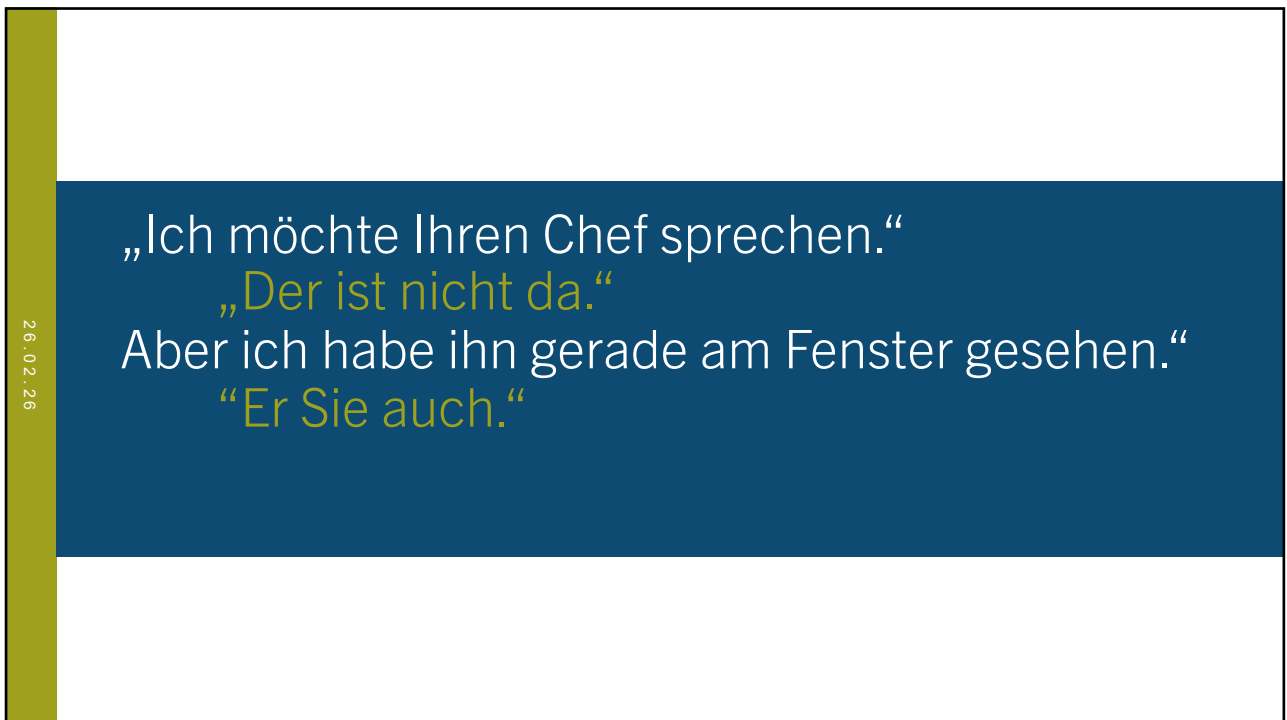 „Ich möchte Ihren Chef sprechen.“
„Der ist nicht da.“
Aber ich habe ihn gerade am Fenster gesehen.“
“Er Sie auch.“
26.02.26